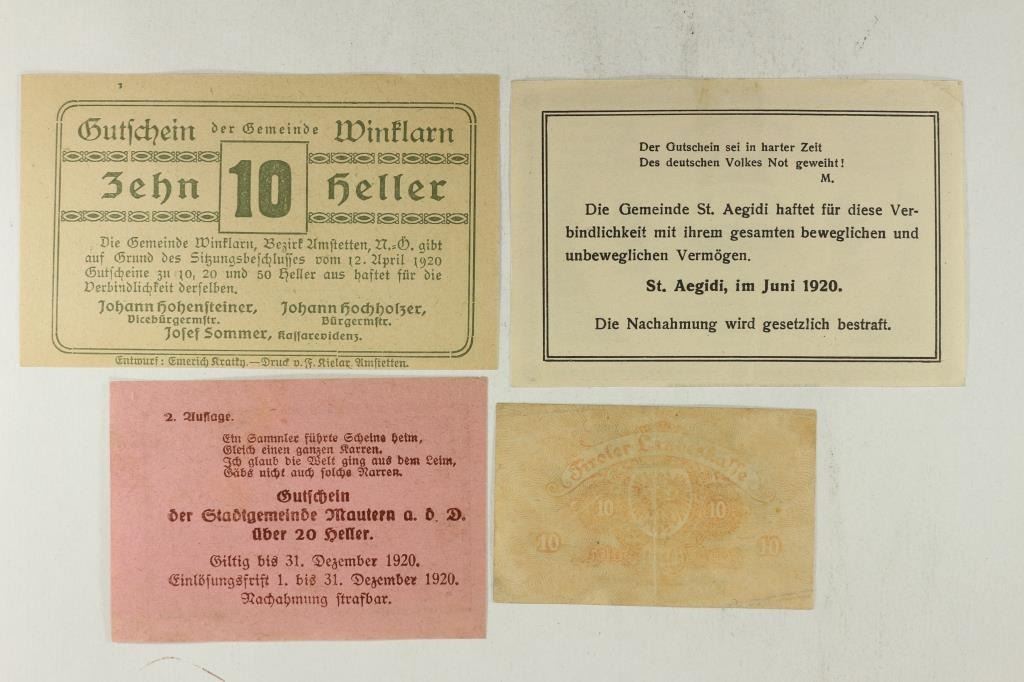 Gutschein der Gemeinde Winklarn
Zehn 10 Heller
Die Gemeinde Winklarn, Bezirk Amstetten, N.-Ö. gibt
auf Grund des Sitzungsbeschlusses vom 12. April 1920
Gutscheine zu 10, 20 und 50 Heller aus haftet für die
Verbindlichkeit derselben.
Johann Hohensteiner, Johann Hochholzer,
Vicebürgermstr. Bürgermstr.
Josef Sommer, Kassarevidenz.
Entwurf: Emerich Kratky.—Druck v. F. Kielar, Amstetten.
Der Gutschein sei in harter Zeit
Des deutschen Volkes Not geweiht!
M.
Die Gemeinde St. Aegidi haftet für diese Ver-
bindlichkeit mit ihrem gesamten beweglichen und
unbeweglichen Vermögen.
St. Aegidi, im Juni 1920.
Die Nachahmung wird gesetzlich bestraft.
2. Auflage.
Ein Sammler führte Scheine heim,
Gleich einen ganzen Karren.
Ich glaub die Welt ging aus dem Leim,
Gäbs nicht auch solche Narren.
Gutschein
der Stadtgemeinde Mautern a. d. D.
über 20 Heller.
Giltig bis 31. Dezember 1920.
Einlösungsfrist 1. bis 31. Dezember 1920.
Nachahmung strafbar.
Tiroler Landeskasse
10 10
10 Heller 10